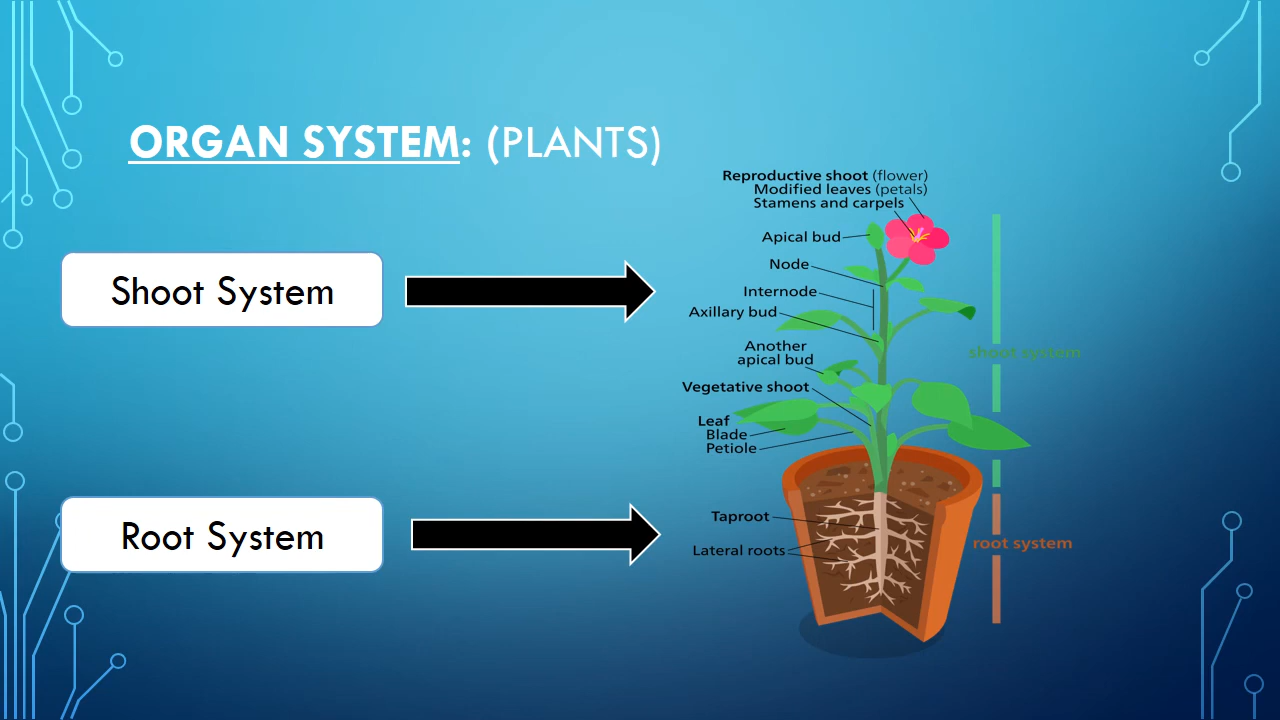 ORGAN SYSTEM: (PLANTS)
Shoot System
Root System
Reproductive shoot (flower)
Modified leaves (petals)
Stamens and carpels
Apical bud
Node
Internode
Axillary bud
Another
apical bud
Vegetative shoot
Leaf
Blade
Petiole
Taproot
Lateral roots
shoot system
root system